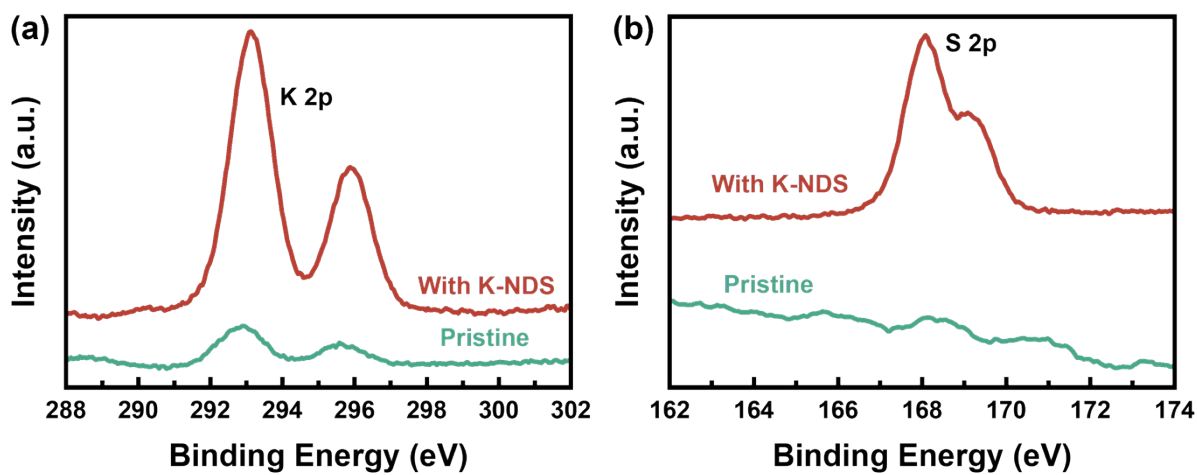 (a)
K 2p
With K-NDS
Pristine
Intensity (a.u.)
288 290 292 294 296 298 300 302
Binding Energy (eV)
(b)
S 2p
With K-NDS
Pristine
Intensity (a.u.)
162 164 166 168 170 172 174
Binding Energy (eV)